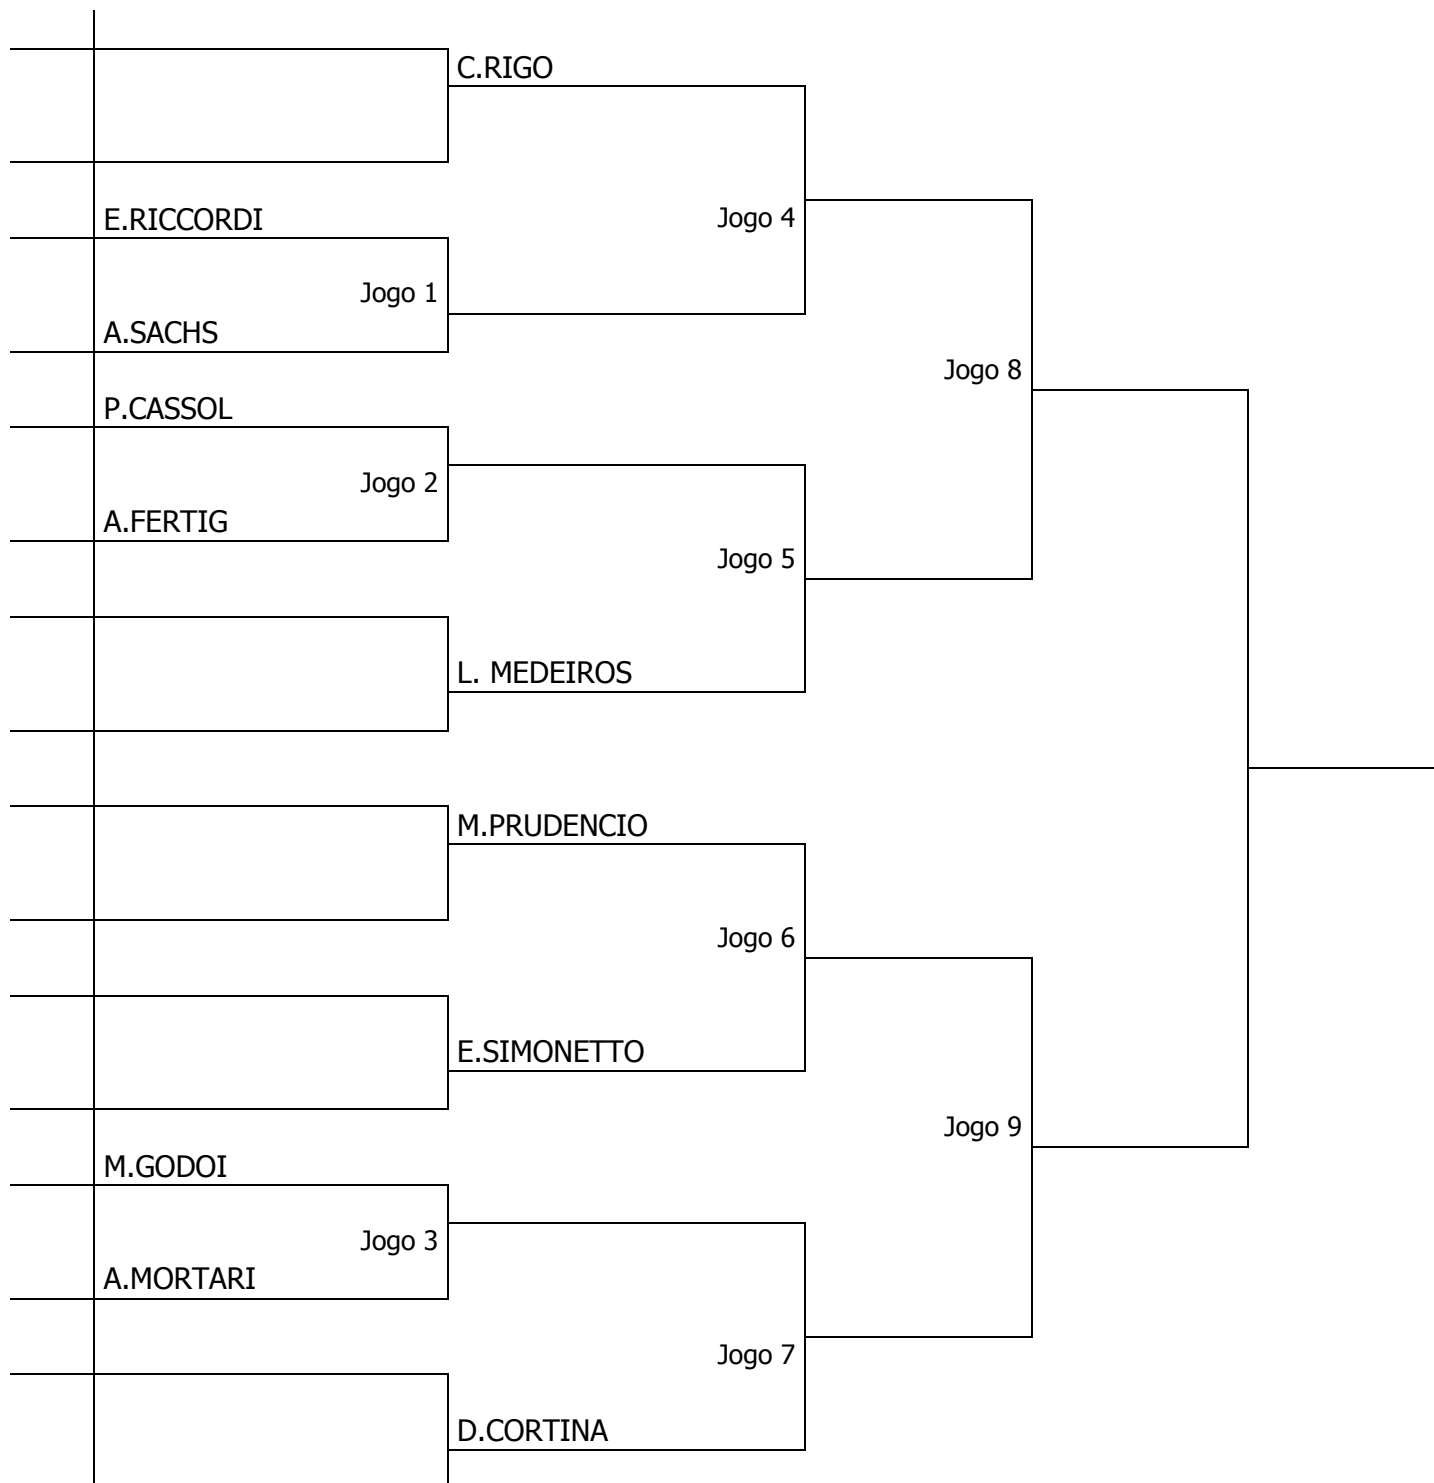 C.RIGO
E.RICCORDI
Jogo 4
Jogo 1
A.SACHS
Jogo 8
P.CASSOL
Jogo 2
A.FERTIG
Jogo 5
L. MEDEIROS
M.PRUDENCIO
Jogo 6
E.SIMONETTO
Jogo 9
M.GODOI
Jogo 3
A.MORTARI
Jogo 7
D.CORTINA